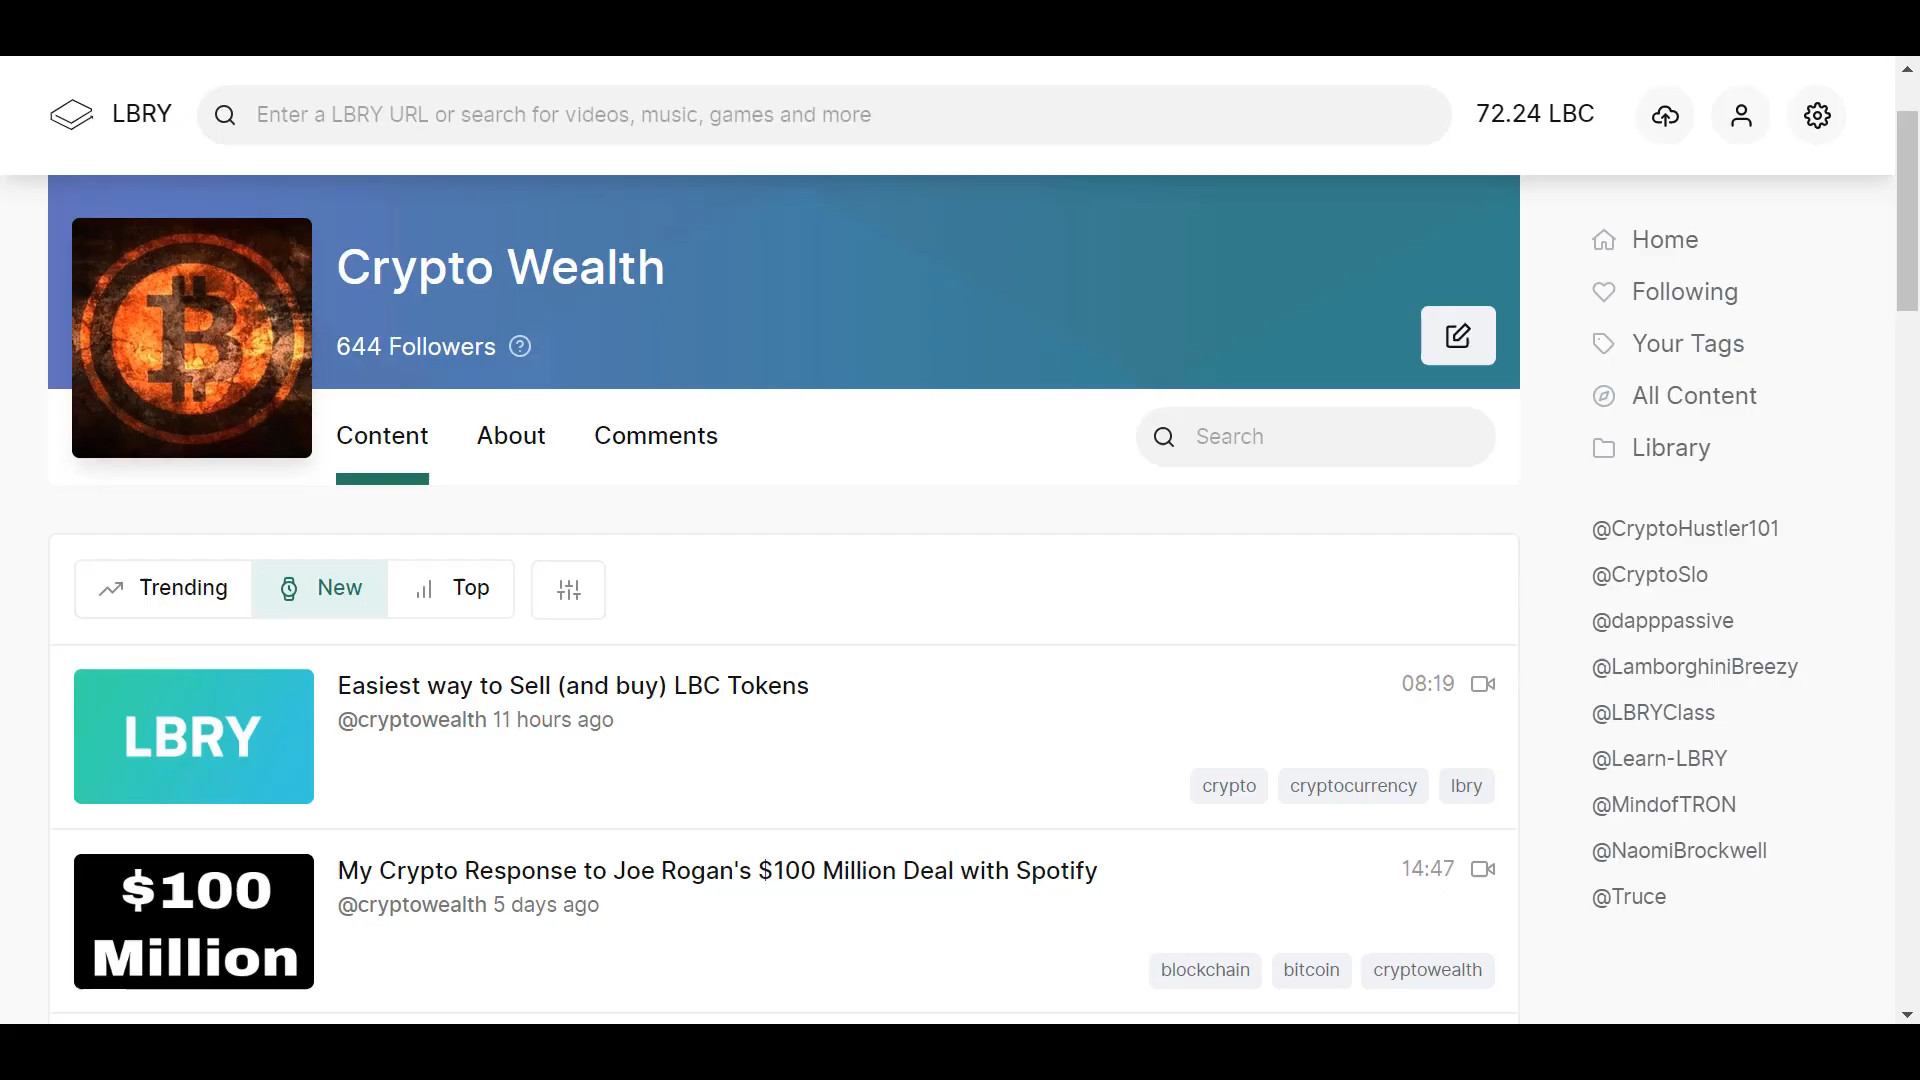 LBRY
Enter a LBRY URL or search for videos, music, games and more
72.24 LBC
Crypto Wealth
644 Followers
Content
About
Comments
Search
Home
Following
Your Tags
All Content
Library
@CryptoHustler101
@CryptoSlo
@dapppassive
@LamborghiniBreezy
@LBRYClass
@Learn-LBRY
@MindofTRON
@NaomiBrockwell
@Truce
Trending
New
Top
LBRY
Easiest way to Sell (and buy) LBC Tokens
08:19
@cryptowealth 11 hours ago
crypto
cryptocurrency
lbry
$100
Million
My Crypto Response to Joe Rogan's $100 Million Deal with Spotify
14:47
@cryptowealth 5 days ago
blockchain
bitcoin
cryptowealth